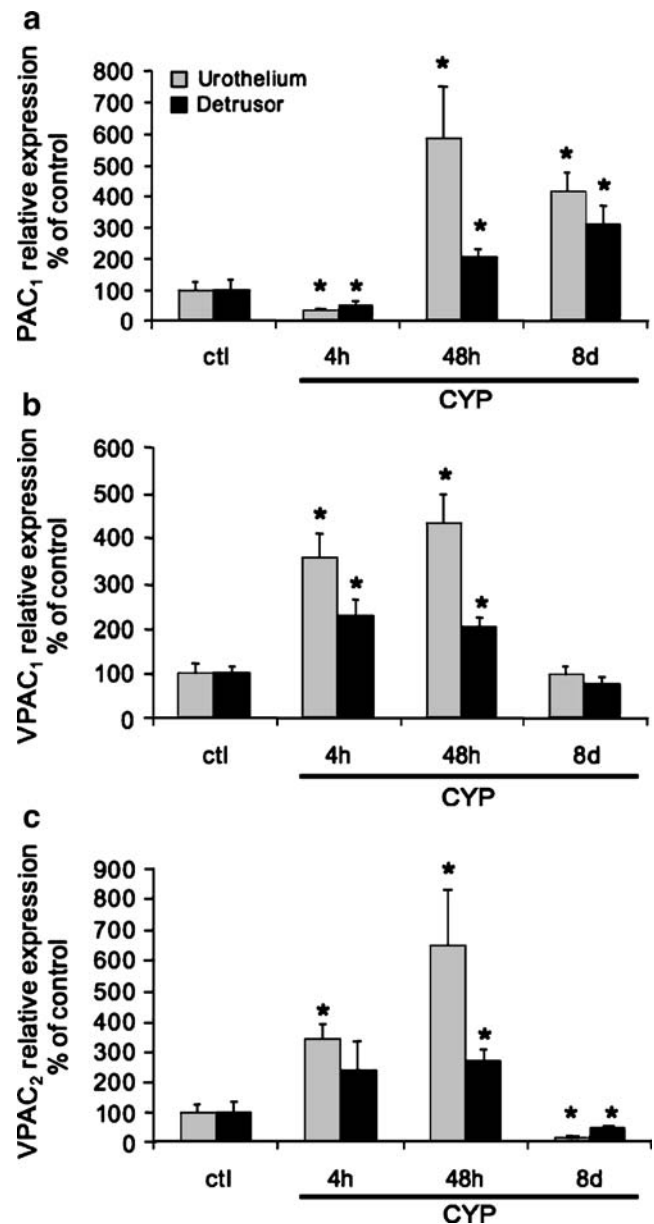 a
PAC1 relative expression
% of control
800
700
600
500
400
300
200
100
0
Urothelium
Detrusor
*
*
*
*
*
*
ctl
4h
48h
8d
CYP
b
VPAC1 relative expression
% of control
600
500
400
300
200
100
0
*
*
*
*
ctl
4h
48h
8d
CYP
c
VPAC2 relative expression
% of control
900
800
700
600
500
400
300
200
100
0
*
*
*
*
*
ctl
4h
48h
8d
CYP